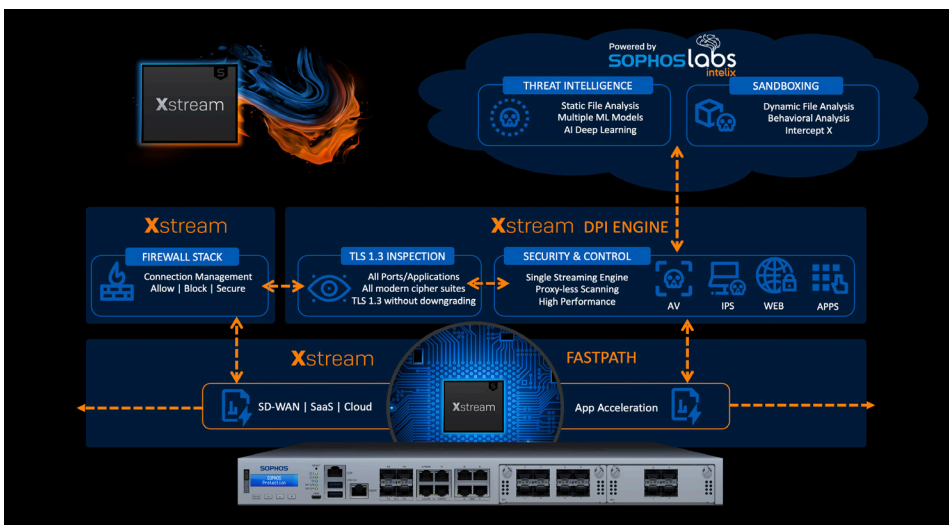 Xstream
Powered by
SOPHOSlabs
intelix
THREAT INTELLIGENCE
Static File Analysis
Multiple ML Models
AI Deep Learning
SANDBOXING
Dynamic File Analysis
Behavioral Analysis
Intercept X
Xstream
FIREWALL STACK
Connection Management
Allow | Block | Secure
Xstream DPI ENGINE
TLS 1.3 INSPECTION
All Ports/Applications
All modern cipher suites
TLS 1.3 without downgrading
SECURITY & CONTROL
Single Streaming Engine
Proxy-less Scanning
High Performance
AV
IPS
WEB
APPS
Xstream
FASTPATH
SD-WAN | SaaS | Cloud
Xstream
App Acceleration
SOPHOS
Protection